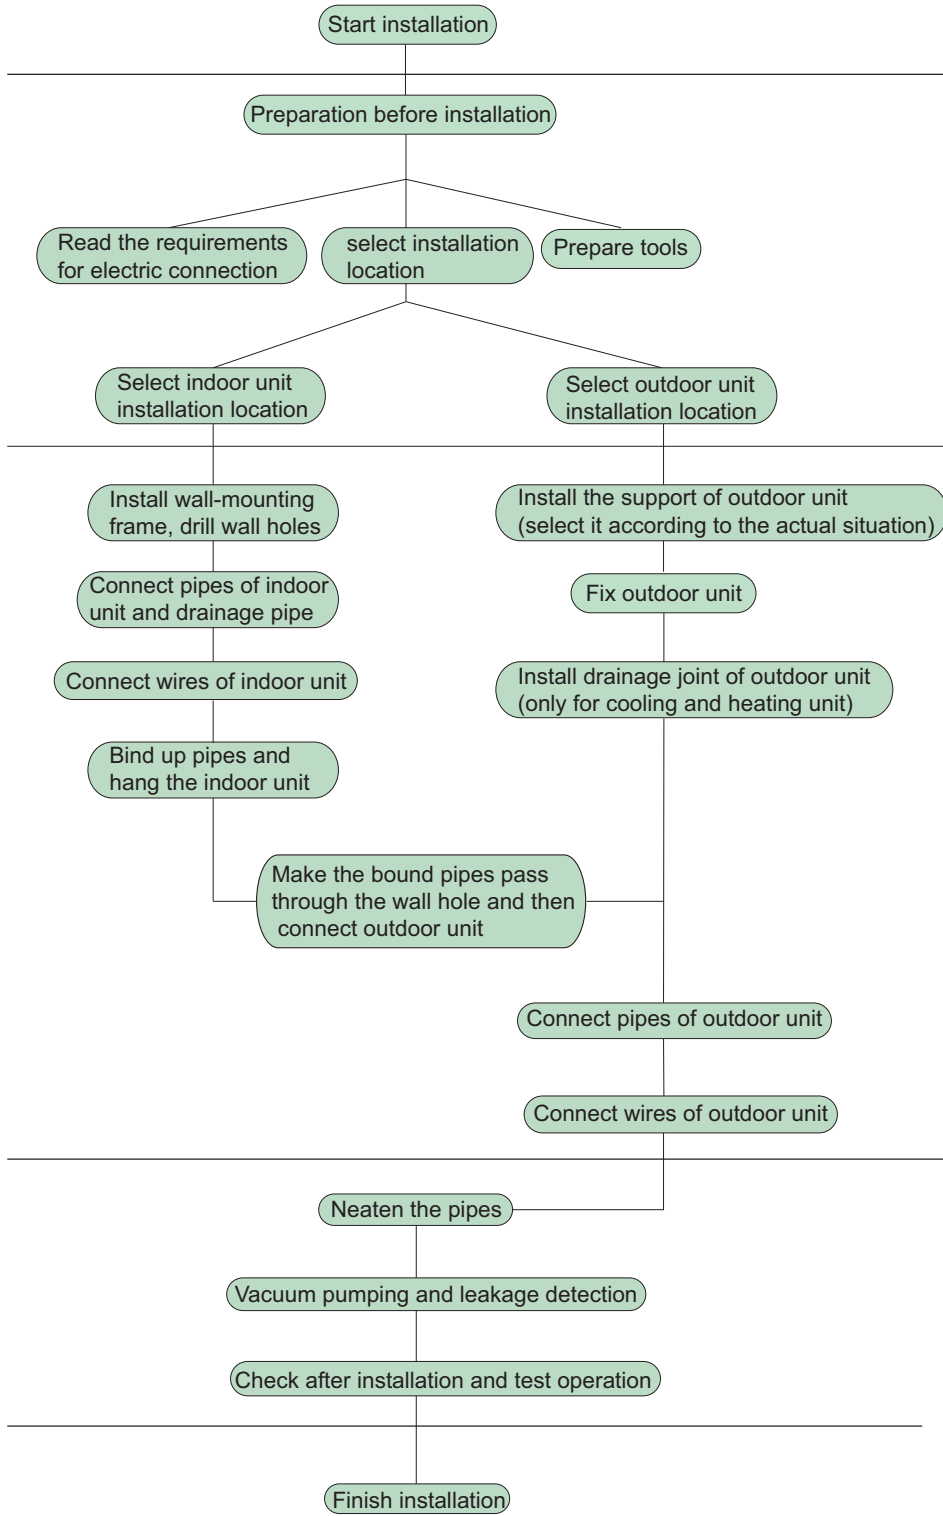 Start installation
Preparation before installation
Read the requirements
for electric connection
select installation
location
Prepare tools
Select indoor unit
installation location
Select outdoor unit
installation location
Install wall-mounting
frame, drill wall holes
Connect pipes of indoor
unit and drainage pipe
Connect wires of indoor unit
Bind up pipes and
hang the indoor unit
Install the support of outdoor unit
(select it according to the actual situation)
Fix outdoor unit
Install drainage joint of outdoor unit
(only for cooling and heating unit)
Make the bound pipes pass
through the wall hole and then
connect outdoor unit
Connect pipes of outdoor unit
Connect wires of outdoor unit
Neaten the pipes
Vacuum pumping and leakage detection
Check after installation and test operation
Finish installation